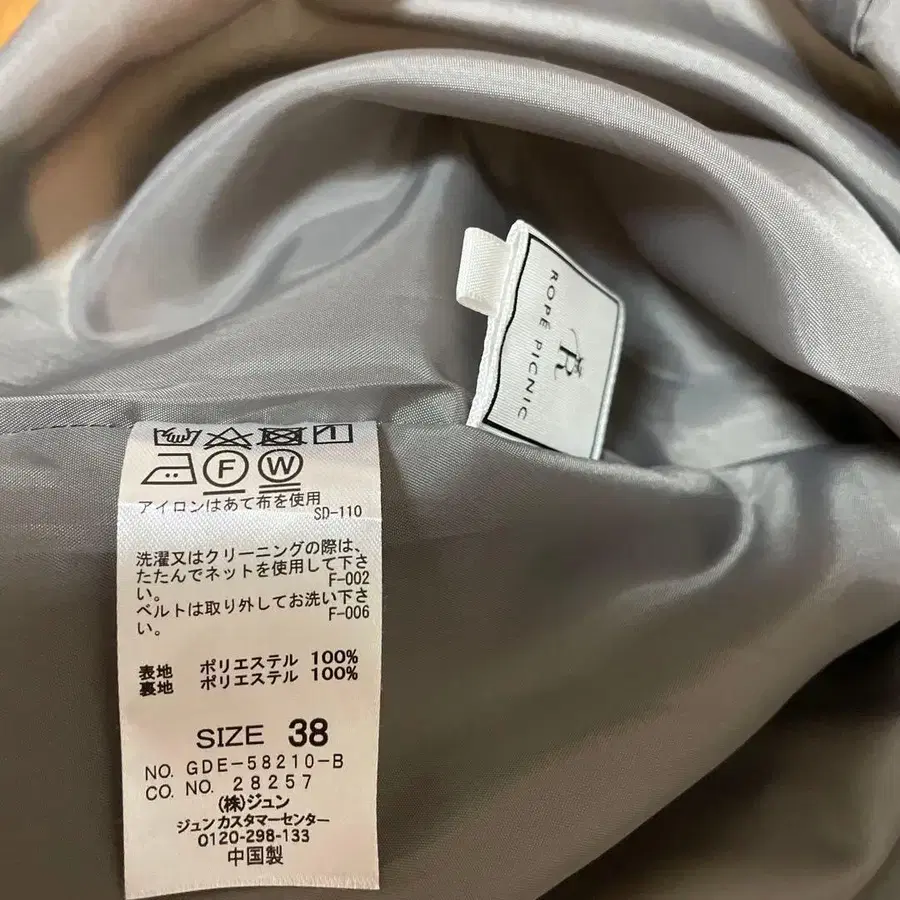 ROPÉ PICNIC
R
F W
アイロンはあて布を使用
SD-110
洗濯又はクリーニングの際は、
たたんでネットを使用して下さ
い。 F-002
ベルトは取り外してお洗い下さ
い。 F-006
表地 ポリエステル 100%
裏地 ポリエステル 100%
SIZE 38
NO. GDE-58210-B
CO. NO. 28257
(株)ジュン
ジュンカスタマーセンター
0120-298-133
中国製